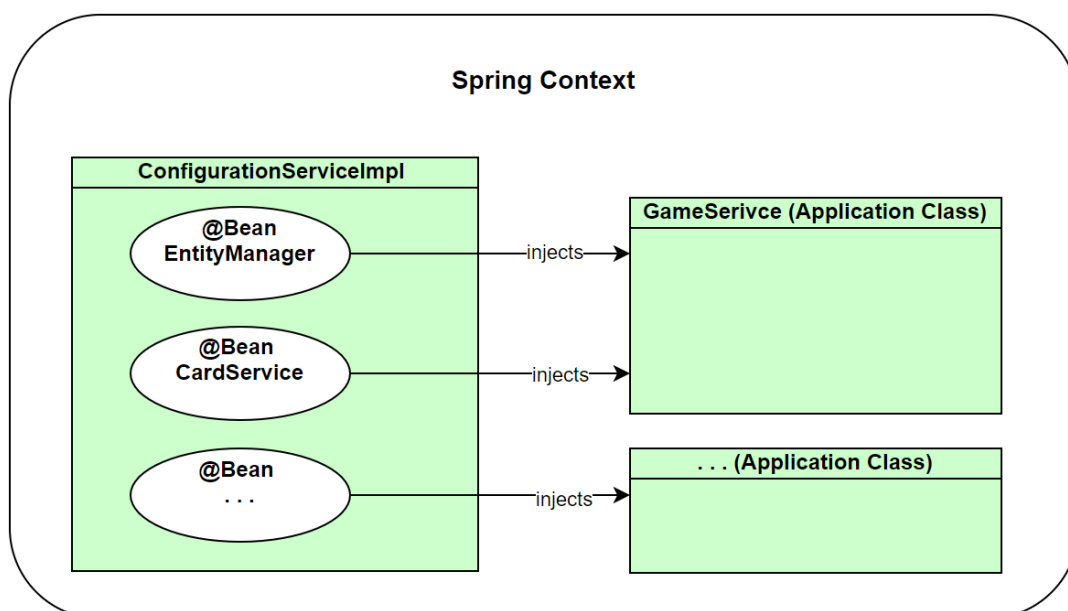 Spring Context
ConfigurationServiceImpl
@Bean
EntityManager
injects
GameSerivce (Application Class)
@Bean
CardService
injects
@Bean
. . .
injects
. . . (Application Class)